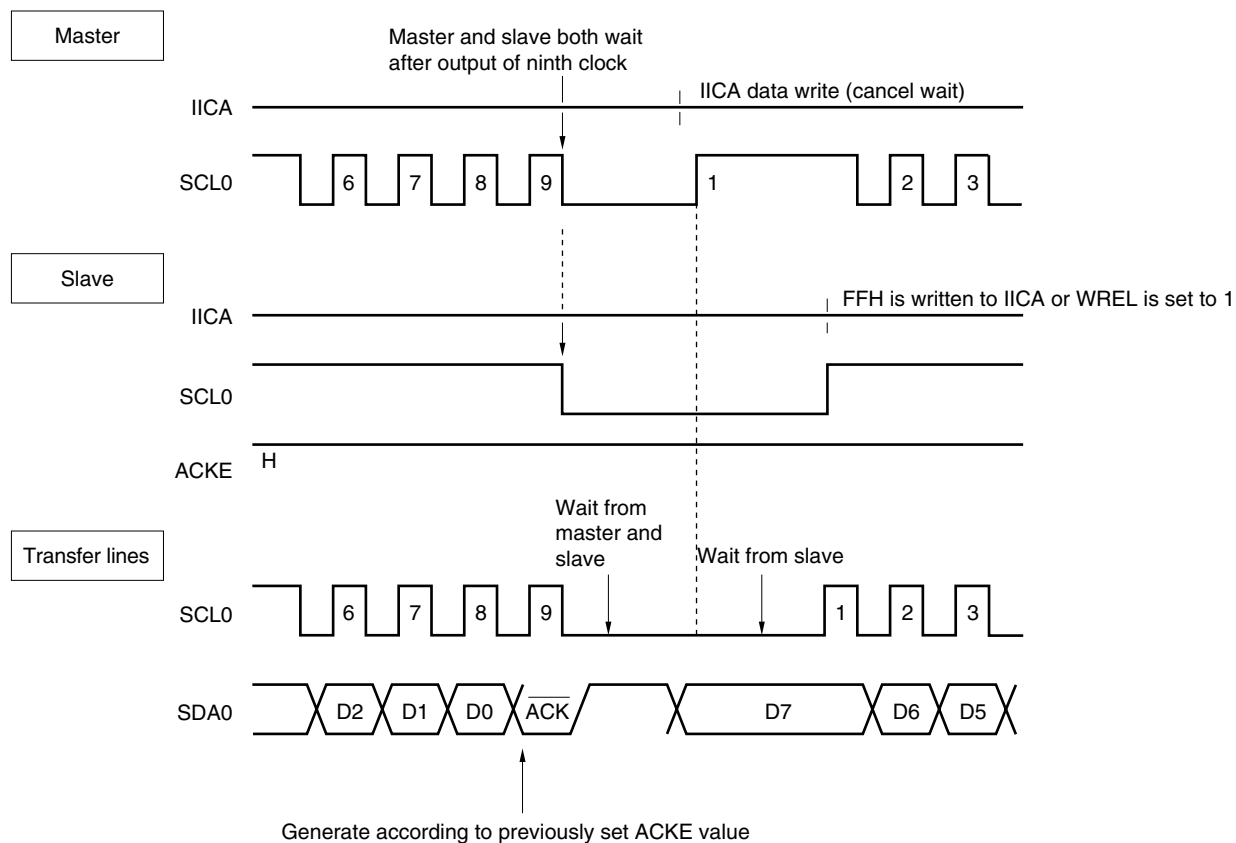 Master
Master and slave both wait
after output of ninth clock
IICA
IICA data write (cancel wait)
SCL0
6 7 8 9 1 2 3
Slave
IICA
FFH is written to IICA or WREL is set to 1
SCL0
ACKE
H
Transfer lines
Wait from
master and
slave
Wait from slave
SCL0
6 7 8 9 1 2 3
SDA0
D2 D1 D0 ACK D7 D6 D5
Generate according to previously set ACKE value